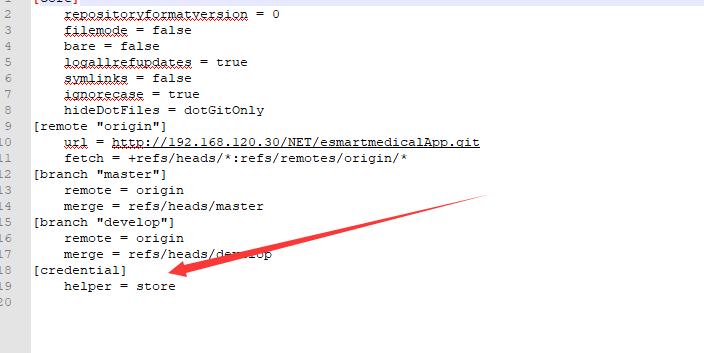 2 repositoryformatversion = 0
3 filemode = false
4 bare = false
5 logallrefupdates = true
6 symlinks = false
7 ignorecase = true
8 hideDotFiles = dotGitOnly
9 [remote "origin"]
10 url = http://192.168.120.30/NET/esmartmedicalApp.git
11 fetch = +refs/heads/*:refs/remotes/origin/*
12 [branch "master"]
13 remote = origin
14 merge = refs/heads/master
15 [branch "develop"]
16 remote = origin
17 merge = refs/heads/develop
18 [credential]
19 helper = store
20